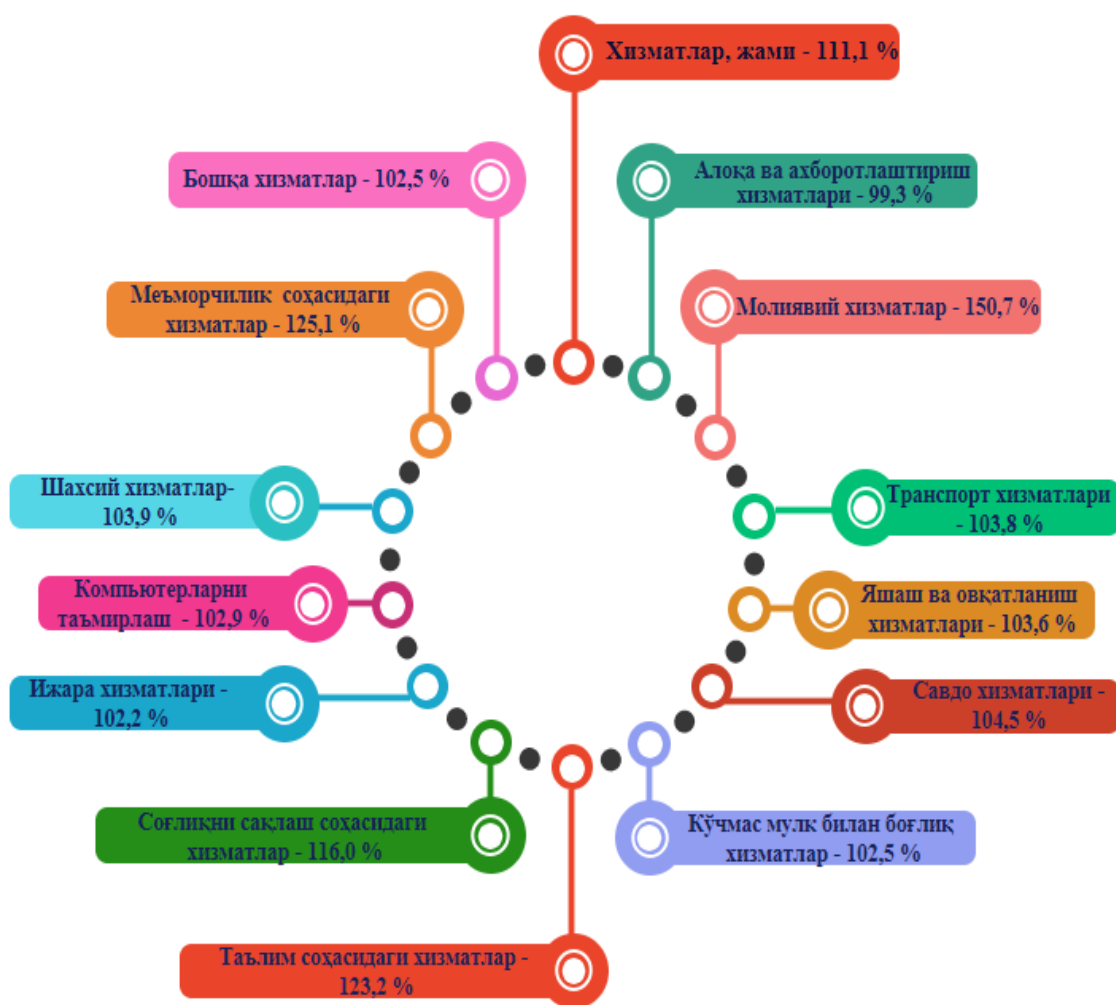 Хизматлар, жами - 111,1 %
Бошқа хизматлар - 102,5 %
Алоқа ва ахборотлаштириш
хизматлари - 99,3 %
Меъморчилик соҳасидаги
хизматлар - 125,1 %
Молиявий хизматлар - 150,7 %
Шахсий хизматлар-
103,9 %
Транспорт хизматлари
- 103,8 %
Компьютерларни
таъмирлаш - 102,9 %
Яшаш ва овқатланиш
хизматлари - 103,6 %
Ижара хизматлари -
102,2 %
Савдо хизматлари -
104,5 %
Соғлиқни сақлаш соҳасидаги
хизматлар - 116,0 %
Кўчмас мулк билан боғлиқ
хизматлар - 102,5 %
Таълим соҳасидаги хизматлар -
123,2 %